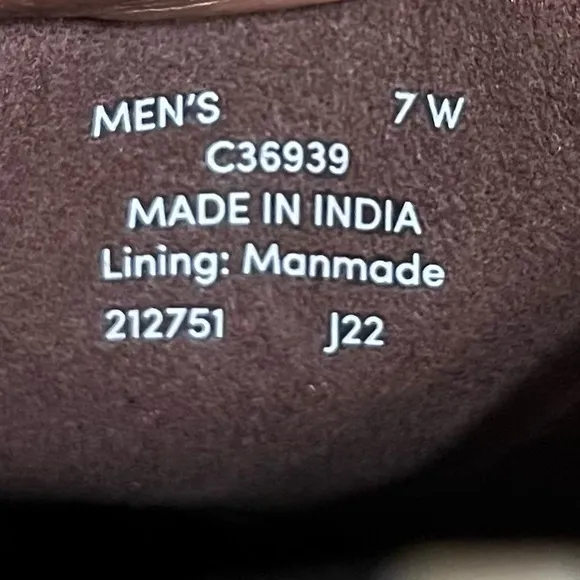 MEN'S 7 W
C36939
MADE IN INDIA
Lining: Manmade
212751 J22